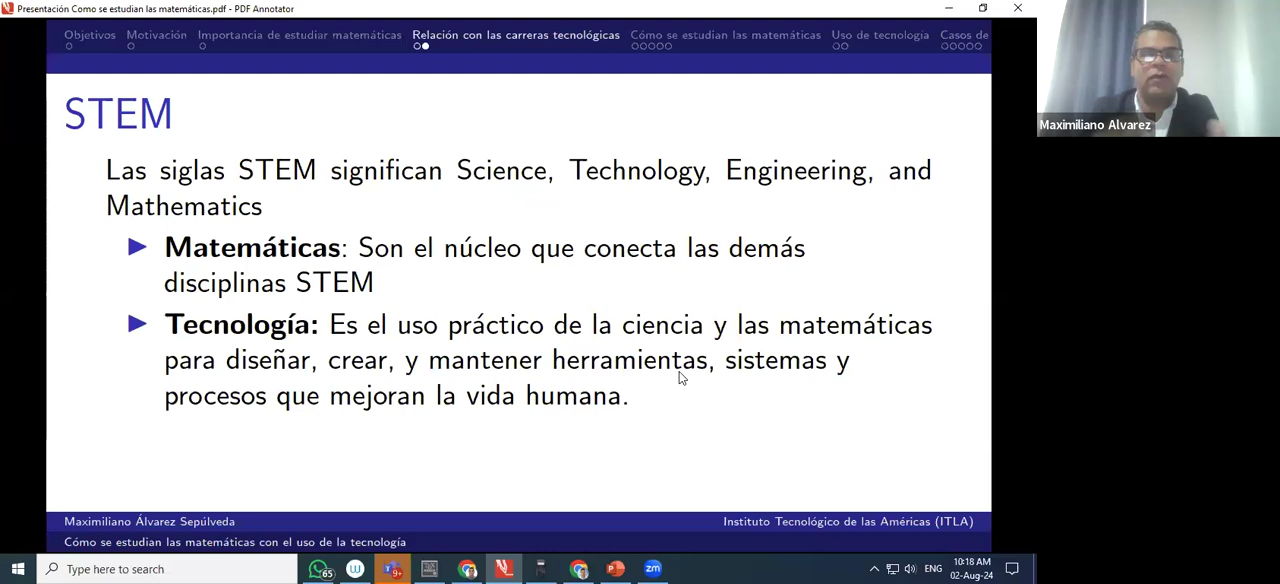 Presentación Como se estudian las matemáticas.pdf - PDF Annotator
Objetivos Motivación Importancia de estudiar matemáticas Relación con las carreras tecnológicas Cómo se estudian las matemáticas Uso de tecnología Casos de
STEM
Las siglas STEM significan Science, Technology, Engineering, and
Mathematics
Matemáticas: Son el núcleo que conecta las demás
disciplinas STEM
Tecnología: Es el uso práctico de la ciencia y las matemáticas
para diseñar, crear, y mantener herramientas, sistemas y
procesos que mejoran la vida humana.
Maximiliano Álvarez Sepúlveda Instituto Tecnológico de las Américas (ITLA)
Cómo se estudian las matemáticas con el uso de la tecnología
Maximiliano Alvarez
Type here to search
65
9+
zm
ENG
10:18 AM
02-Aug-24